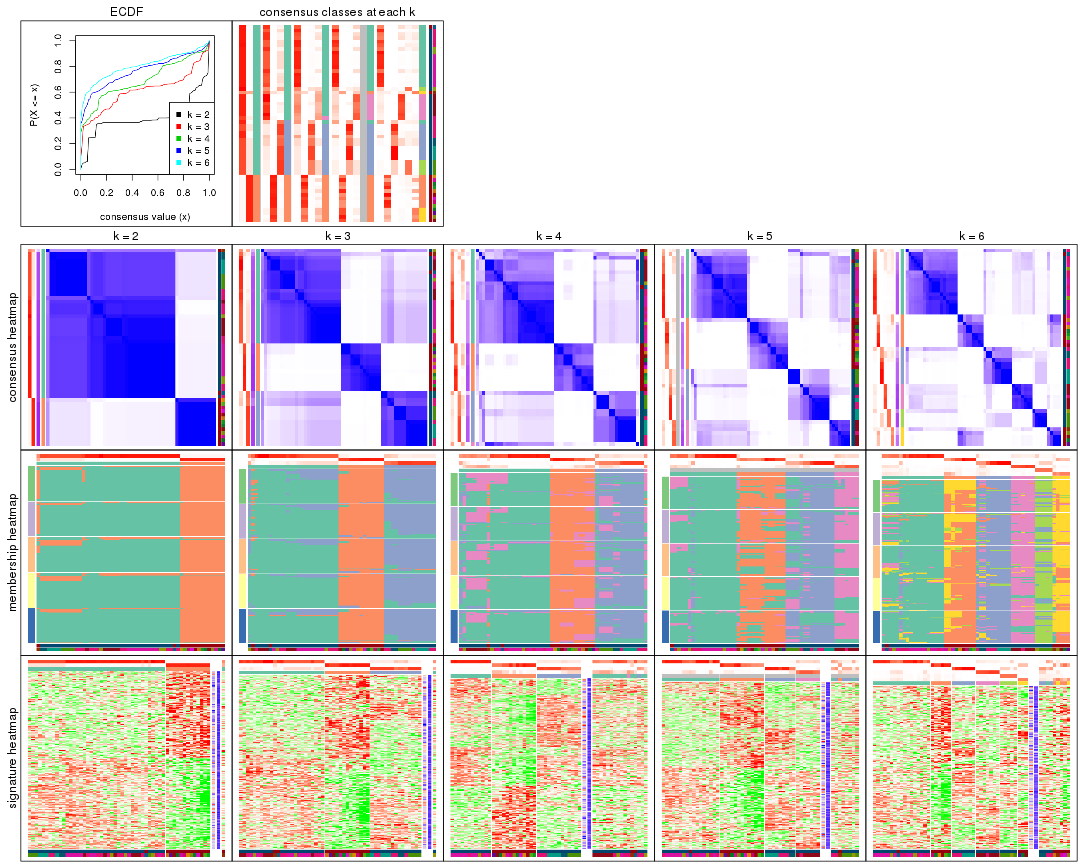 ECDF
consensus classes at each k
P(X <= x)
0.0 0.2 0.4 0.6 0.8 1.0
k = 2
k = 3
k = 4
k = 5
k = 6
0.0 0.2 0.4 0.6 0.8 1.0
consensus value (x)
k = 2 k = 3 k = 4 k = 5 k = 6
consensus heatmap
membership heatmap
signature heatmap